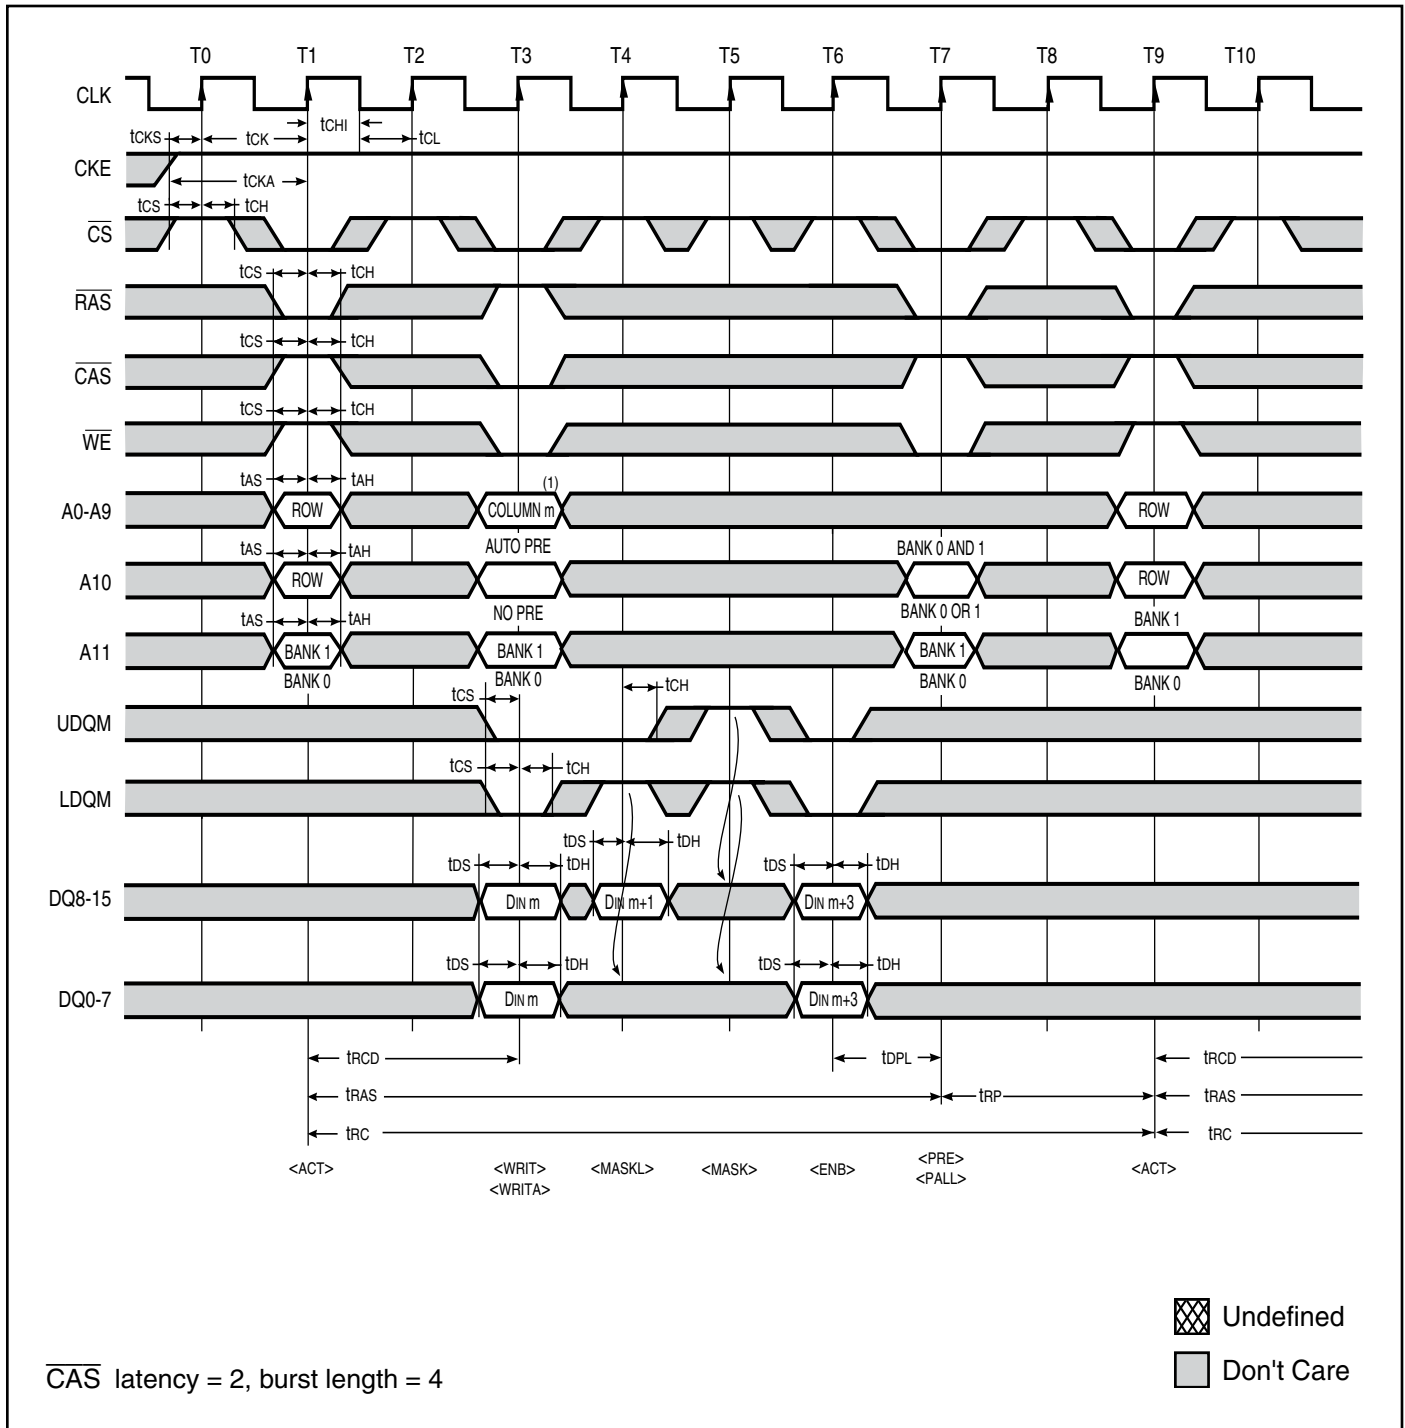 T0 T1 T2 T3 T4 T5 T6 T7 T8 T9 T10
CLK
tCHI
tCKS tCK tCL
CKE
tCKA
tCS tCH
CS
tCS tCH
RAS
tCS tCH
CAS
tCS tCH
WE
tAS tAH (1)
A0-A9 ROW COLUMN m ROW
tAS tAH AUTO PRE BANK 0 AND 1
A10 ROW ROW
NO PRE BANK 0 OR 1 BANK 1
tAS tAH
A11 BANK 1 BANK 1 BANK 1
BANK 0 BANK 0 BANK 0 BANK 0
tCS tCH
UDQM
tCS tCH
LDQM
tDS tDH
tDS tDH tDS tDH
DQ8-15 DIN m DIN m+1 DIN m+3
tDS tDH tDS tDH
DQ0-7 DIN m DIN m+3
tRCD tDPL tRCD
tRAS tRP tRAS
tRC tRC
<ACT> <WRIT> <MASKL> <MASK> <ENB> <PRE> <ACT>
<WRITA> <PALL>
Undefined
Don't Care
CAS latency = 2, burst length = 4